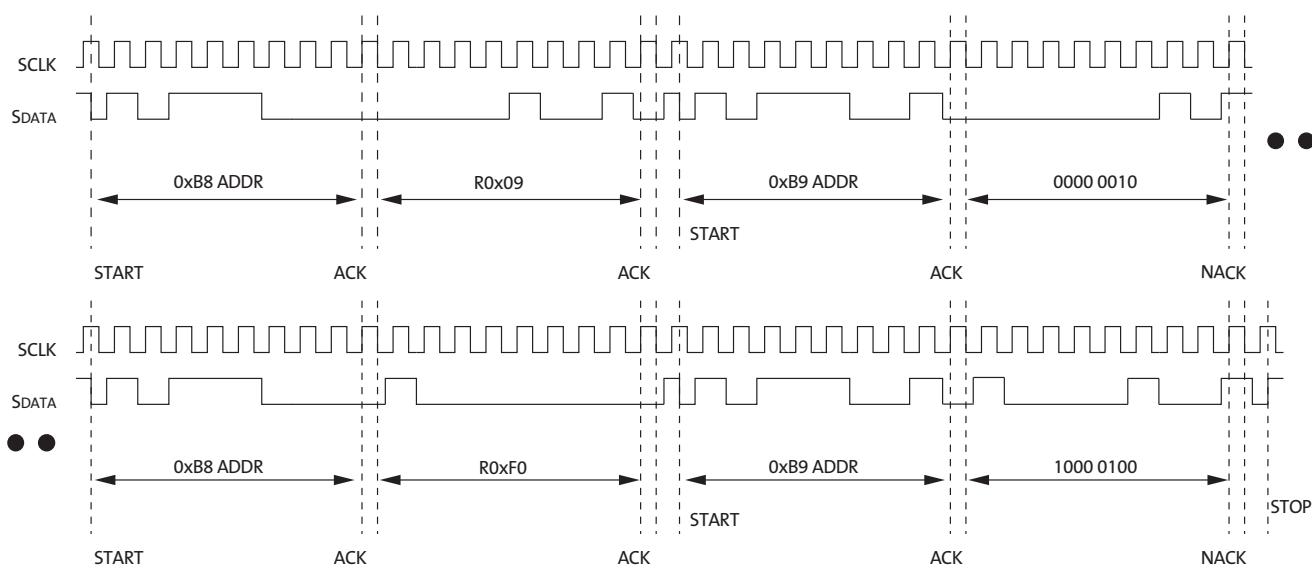 SCLK
SDATA
0xB8 ADDR R0x09 0xB9 ADDR 0000 0010
START
START ACK ACK ACK NACK
SCLK
SDATA
0xB8 ADDR R0xF0 0xB9 ADDR 1000 0100
START STOP
START ACK ACK ACK NACK